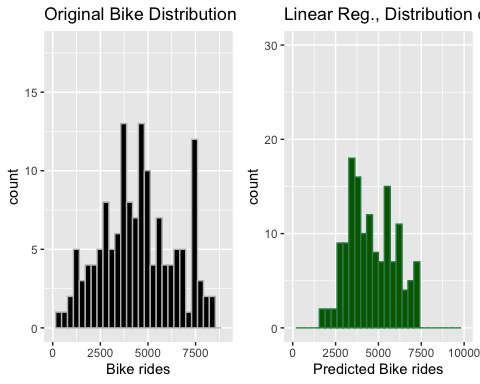 Original Bike Distribution
Linear Reg., Distribution
count
15
10
5
0
0
2500
5000
7500
Bike rides
count
30
20
10
0
0
2500
5000
7500
10000
Predicted Bike rides